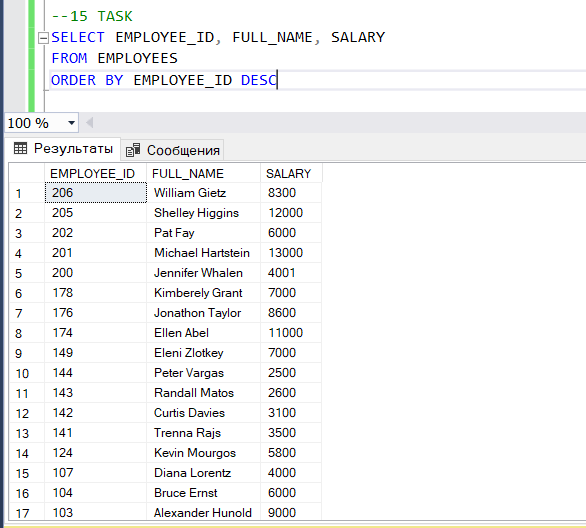 --15 TASK
SELECT EMPLOYEE_ID, FULL_NAME, SALARY
FROM EMPLOYEES
ORDER BY EMPLOYEE_ID DESC
100 %
Результаты Сообщения
EMPLOYEE_ID FULL_NAME SALARY
1 206 William Gietz 8300
2 205 Shelley Higgins 12000
3 202 Pat Fay 6000
4 201 Michael Hartstein 13000
5 200 Jennifer Whalen 4001
6 178 Kimberely Grant 7000
7 176 Jonathon Taylor 8600
8 174 Ellen Abel 11000
9 149 Eleni Zlotkey 7000
10 144 Peter Vargas 2500
11 143 Randall Matos 2600
12 142 Curtis Davies 3100
13 141 Trenna Rajs 3500
14 124 Kevin Mourgos 5800
15 107 Diana Lorentz 4000
16 104 Bruce Ernst 6000
17 103 Alexander Hunold 9000